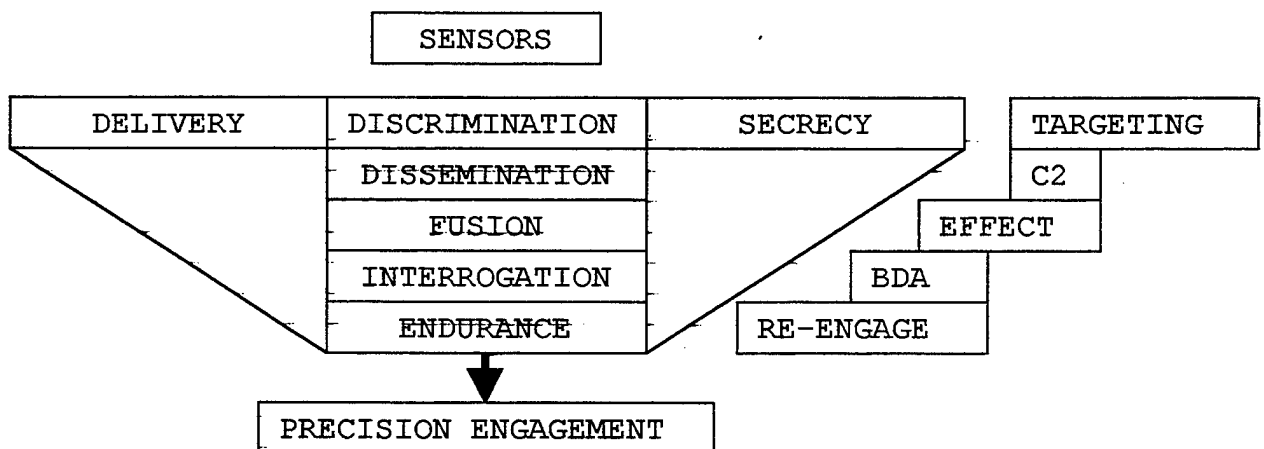 SENSORS
DELIVERY DISCRIMINATION SECRECY TARGETING
DISSEMINATION C2
FUSION EFFECT
INTERROGATION BDA
ENDURANCE RE-ENGAGE
PRECISION ENGAGEMENT